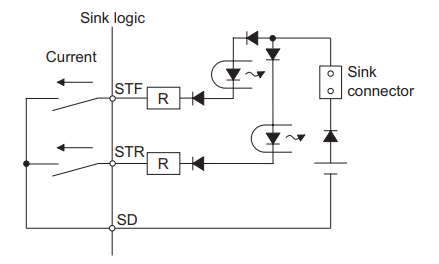 Sink logic
Current
STF
R
Sink
connector
STR
R
SD